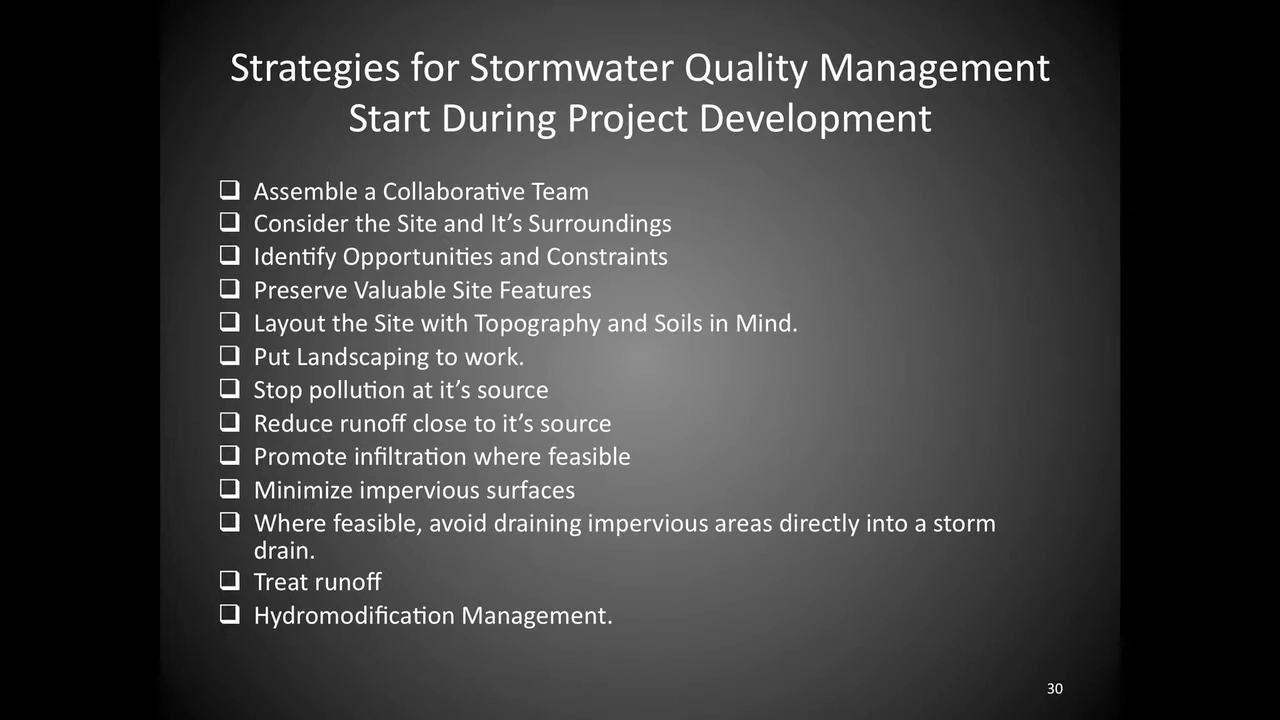 Strategies for Stormwater Quality Management
Start During Project Development
❑ Assemble a Collaborative Team
❑ Consider the Site and It’s Surroundings
❑ Identify Opportunities and Constraints
❑ Preserve Valuable Site Features
❑ Layout the Site with Topography and Soils in Mind.
❑ Put Landscaping to work.
❑ Stop pollution at it’s source
❑ Reduce runoff close to it’s source
❑ Promote infiltration where feasible
❑ Minimize impervious surfaces
❑ Where feasible, avoid draining impervious areas directly into a storm
drain.
❑ Treat runoff
❑ Hydromodification Management.
30